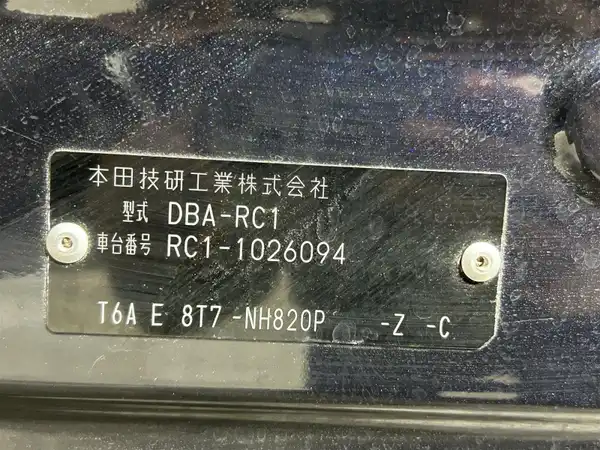 本田技研工業株式会社
型式 DBA-RC1
車台番号 RC1-1026094
T6A E 8T7 -NH820P -Z -C